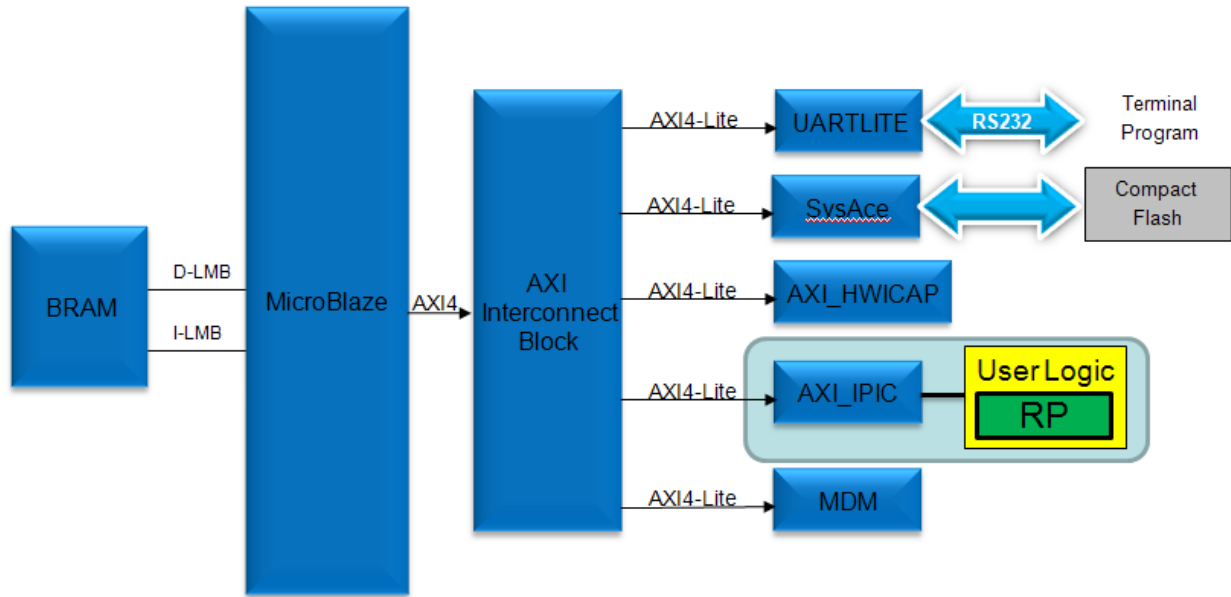 BRAM
D-LMB
I-LMB
MicroBlaze
AXI4
AXI
Interconnect
Block
AXI4-Lite
UARTLITE
RS232
Terminal
Program
AXI4-Lite
SysAce
Compact
Flash
AXI4-Lite
AXI_HWICAP
AXI4-Lite
AXI_IPIC
User Logic
RP
AXI4-Lite
MDM